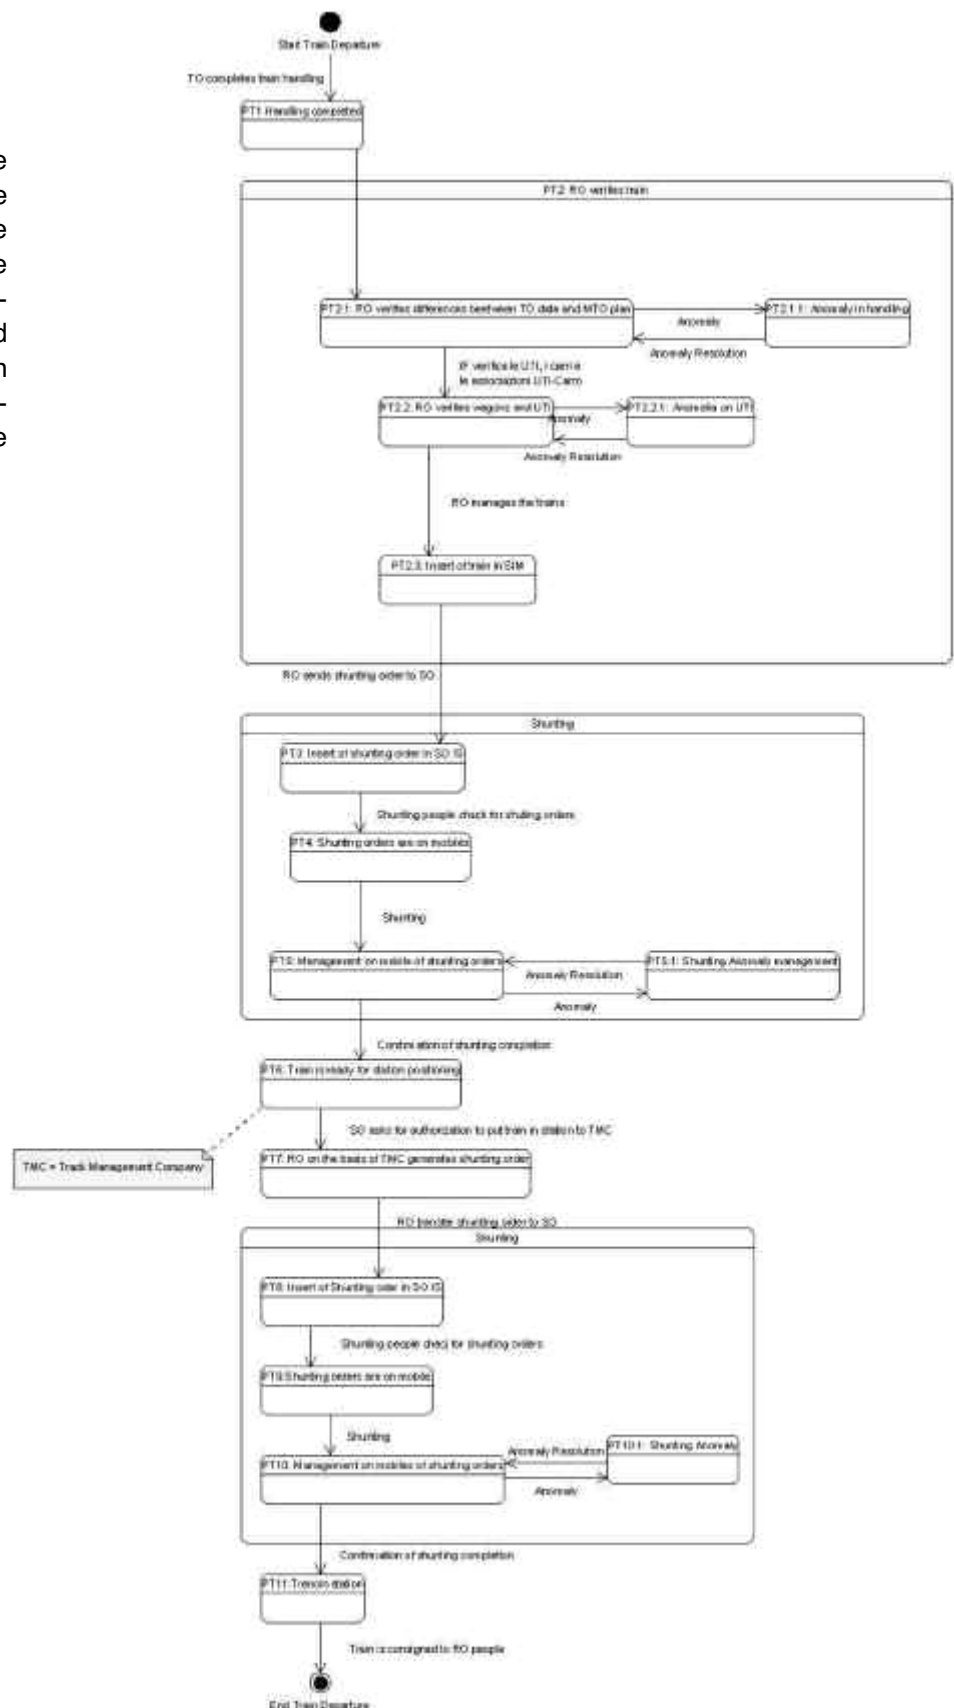 e
e
e
e
-
d
n
-
e
Start Train Departure
TO completes train handling
PT1 Handling completed
PT2 RO verifies train
PT2.1: RO verifies differences beetween TO data and MTO plan
PT2.1.1: Anomaly in handling
Anomaly
Anomaly Resolution
IF verifica le UTI, i carri e
le associazioni UTI-Carro
PT2.2: RO verifies wagons and UTI
PT2.2.1: Anomalia on UTI
Anomaly
Anomaly Resolution
RO manages the trains
PT2.3: Insert of train in SIM
RO sends shunting order to SO
Shunting
PT3: Insert of shunting order in SO IS
Shunting people check for shuting orders
PT4: Shunting orders are on mobiles
Shunting
PT5: Management on mobile of shunting orders
PT5.1: Shunting Anomaly management
Anomaly Resolution
Anomaly
Confirmation of shunting completion
PT6: Train is ready for station positioning
SO asks for authorization to put train in station to TMC
TMC = Track Management Company
PT7: RO on the basis of TMC generates shunting order
RO transfer shunting order to SO
Shunting
PT8: Insert of Shunting oder in SO IS
Shunting people check for shunting orders
PT9:Shunting orders are on mobile
Shunting
PT10: Management on mobiles of shunting orders
PT10.1: Shunting Anomaly
Anomaly Resolution
Anomaly
Confirmation of shunting completion
PT11:Treno in station
Train is consigned to RO people
End Train Departure